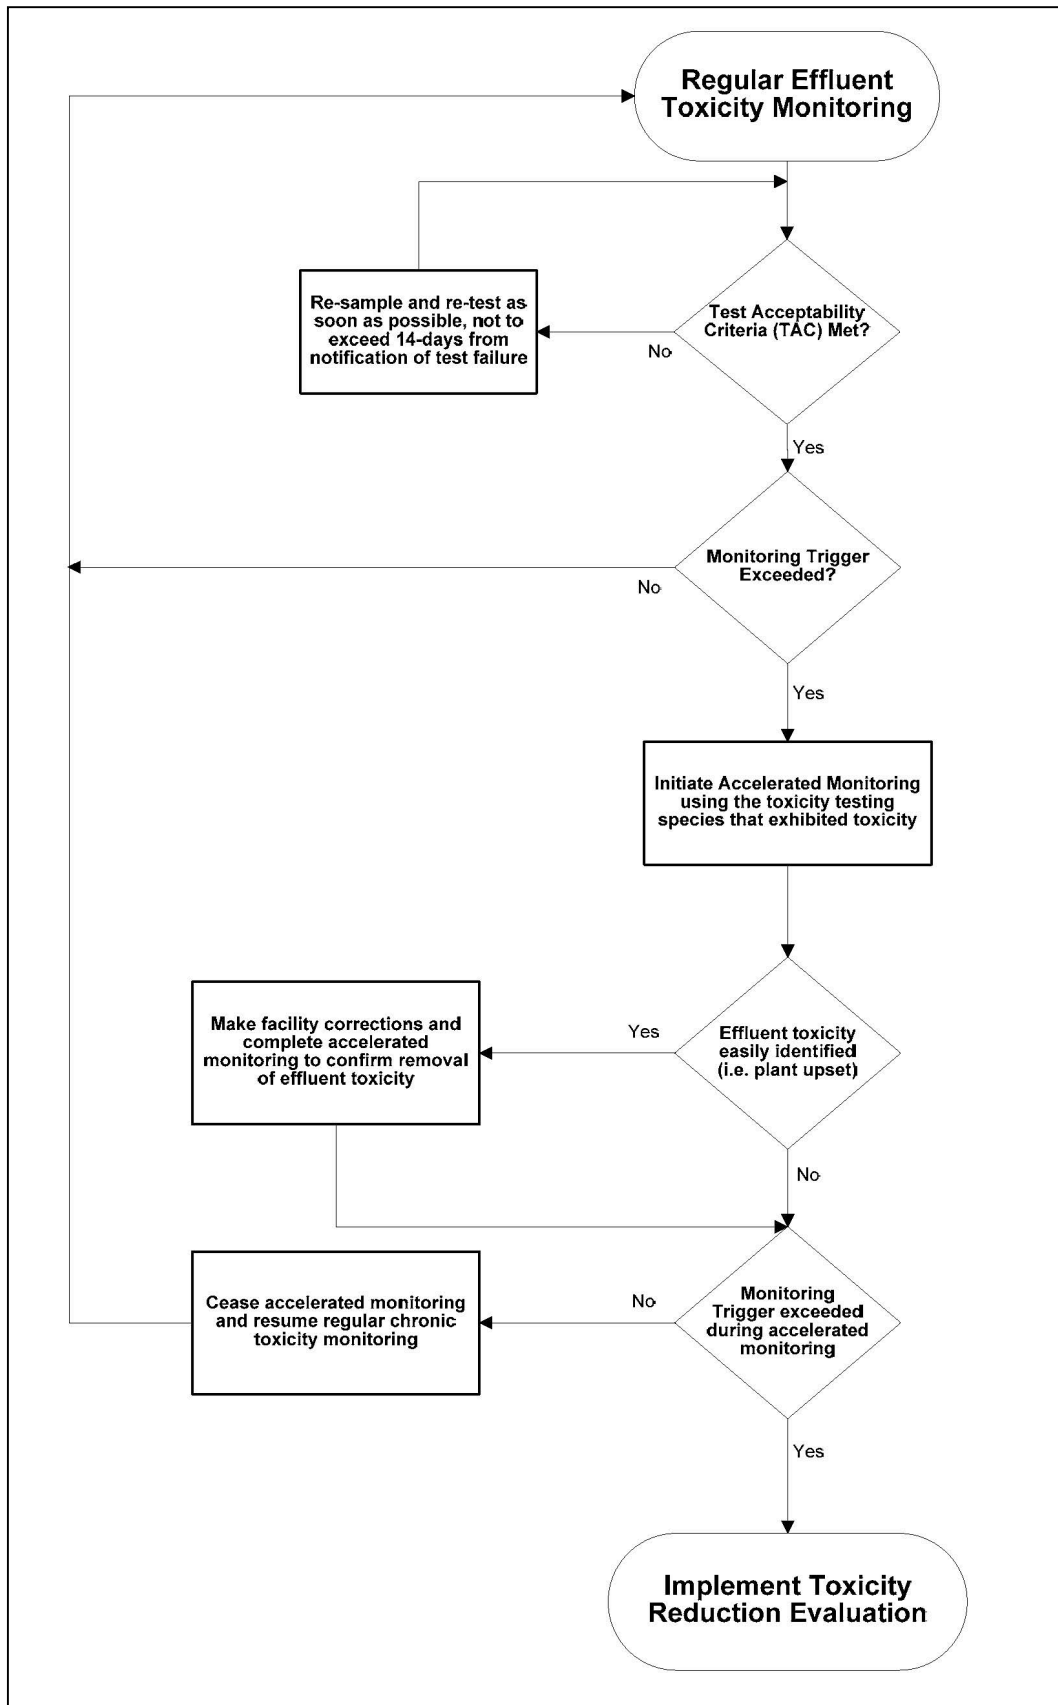 Regular Effluent
Toxicity Monitoring
Test Acceptability
Criteria (TAC) Met?
No
Re-sample and re-test as
soon as possible, not to
exceed 14-days from
notification of test failure
Yes
Monitoring Trigger
Exceeded?
No
Yes
Initiate Accelerated Monitoring
using the toxicity testing
species that exhibited toxicity
Effluent toxicity
easily identified
(i.e. plant upset)
Yes
Make facility corrections and
complete accelerated
monitoring to confirm removal
of effluent toxicity
No
Monitoring
Trigger exceeded
during accelerated
monitoring
No
Cease accelerated monitoring
and resume regular chronic
toxicity monitoring
Yes
Implement Toxicity
Reduction Evaluation